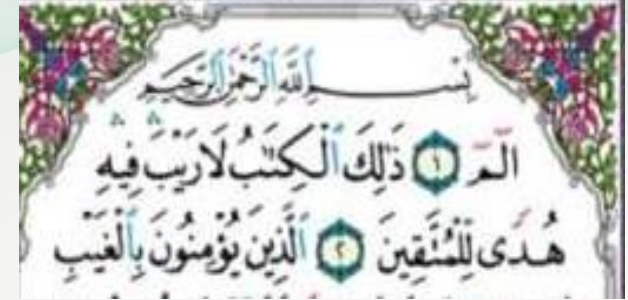 بِسْمِ ٱللَّهِ ٱلرَّحْمَٰنِ ٱلرَّحِيمِ
الٓمٓ ١ ذَٰلِكَ ٱلْكِتَٰبُ لَا رَيْبَۛ فِيهِۛ
هُدًى لِّلْمُتَّقِينَ ٢ ٱلَّذِينَ يُؤْمِنُونَ بِٱلْغَيْبِ